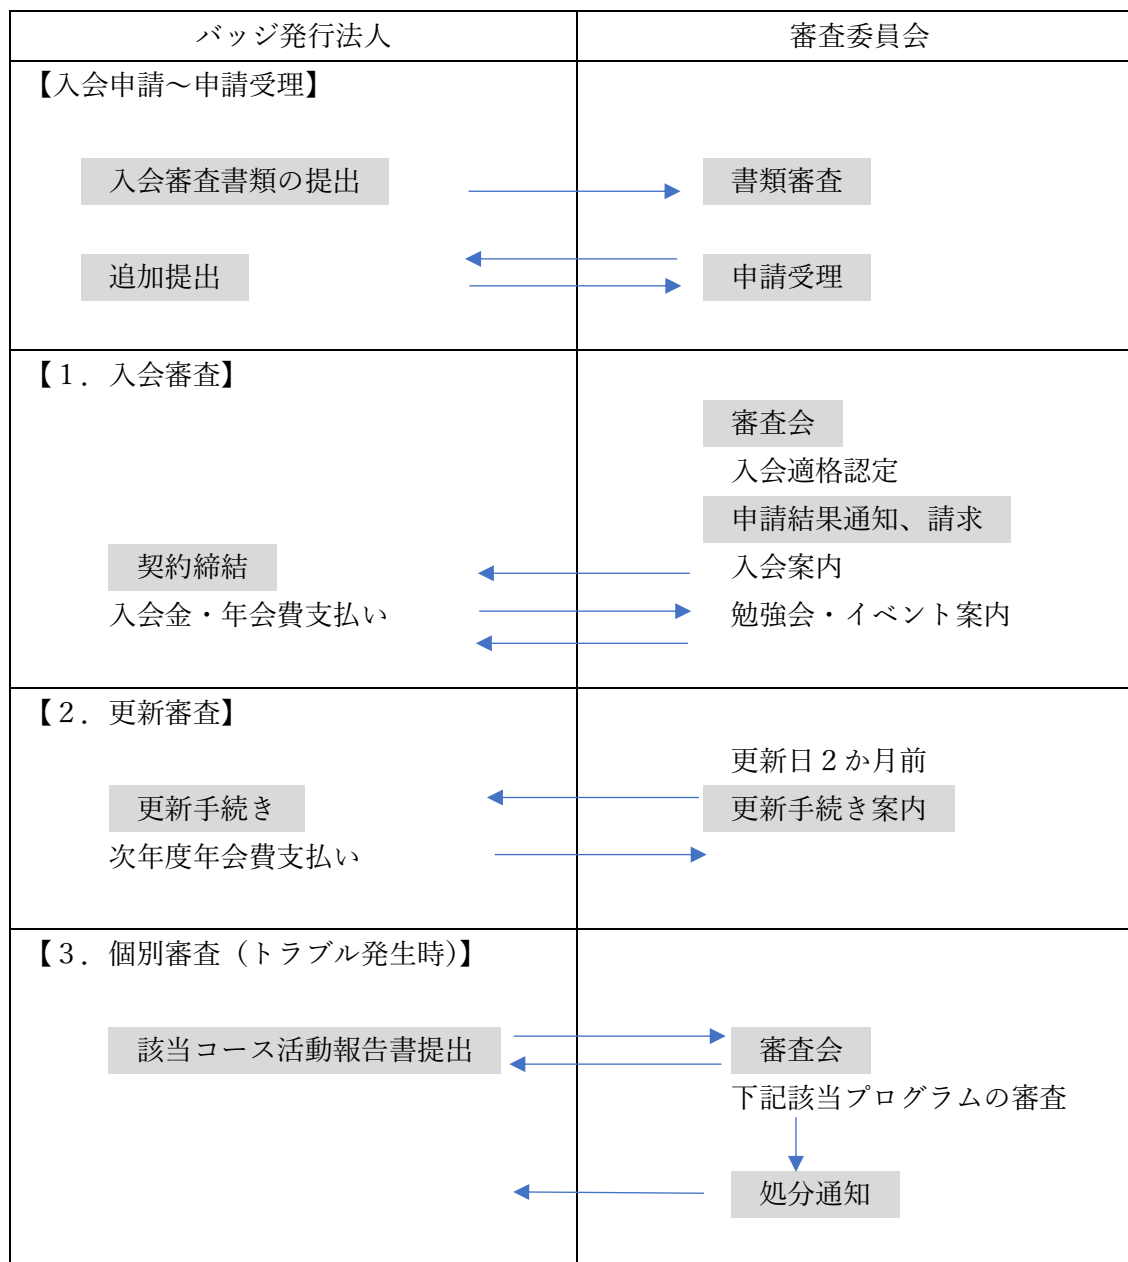 バッジ発行法人
審査委員会
【入会申請～申請受理】
入会審査書類の提出
書類審査
追加提出
申請受理
【１．入会審査】
審査会
入会適格認定
申請結果通知、請求
契約締結
入会案内
入会金・年会費支払い
勉強会・イベント案内
【２．更新審査】
更新日２か月前
更新手続き
更新手続き案内
次年度年会費支払い
【３．個別審査（トラブル発生時）】
該当コース活動報告書提出
審査会
下記該当プログラムの審査
処分通知